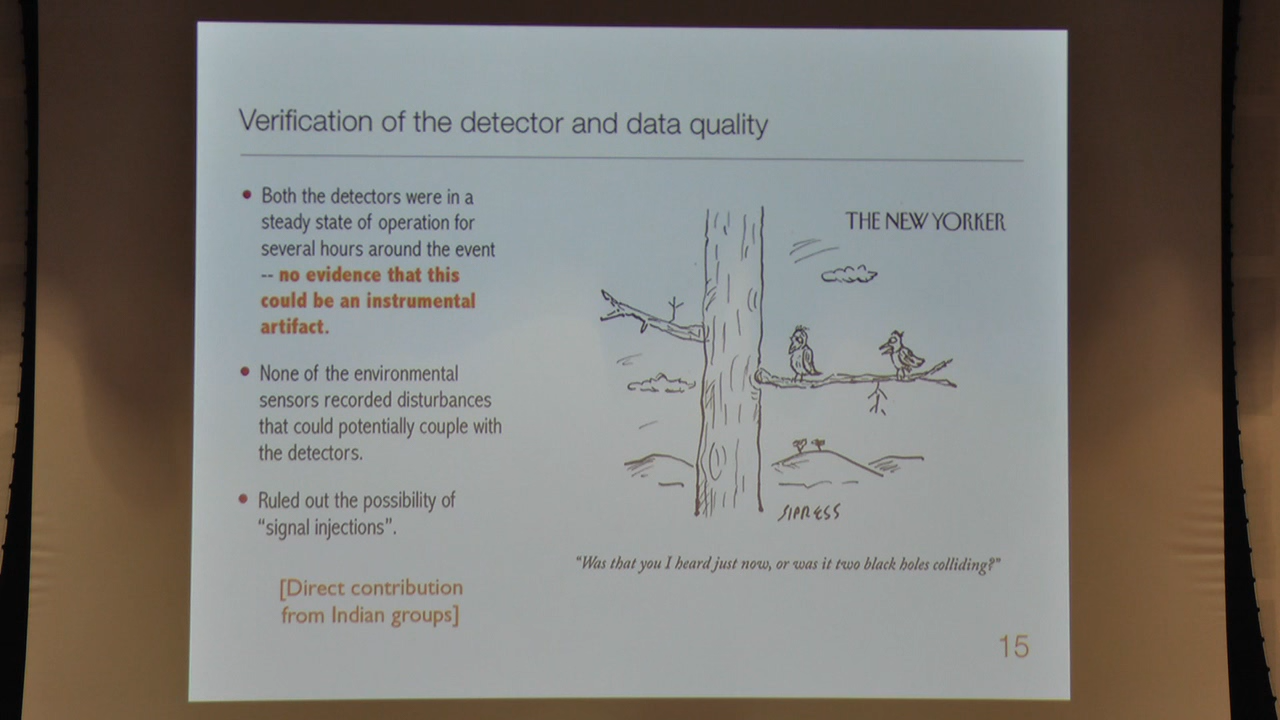 Verification of the detector and data quality
• Both the detectors were in a
steady state of operation for
several hours around the event
-- no evidence that this
could be an instrumental
artifact.
• None of the environmental
sensors recorded disturbances
that could potentially couple with
the detectors.
• Ruled out the possibility of
“signal injections”.
[Direct contribution
from Indian groups]
THE NEW YORKER
SIPRESS
“Was that you I heard just now, or was it two black holes colliding?”
15